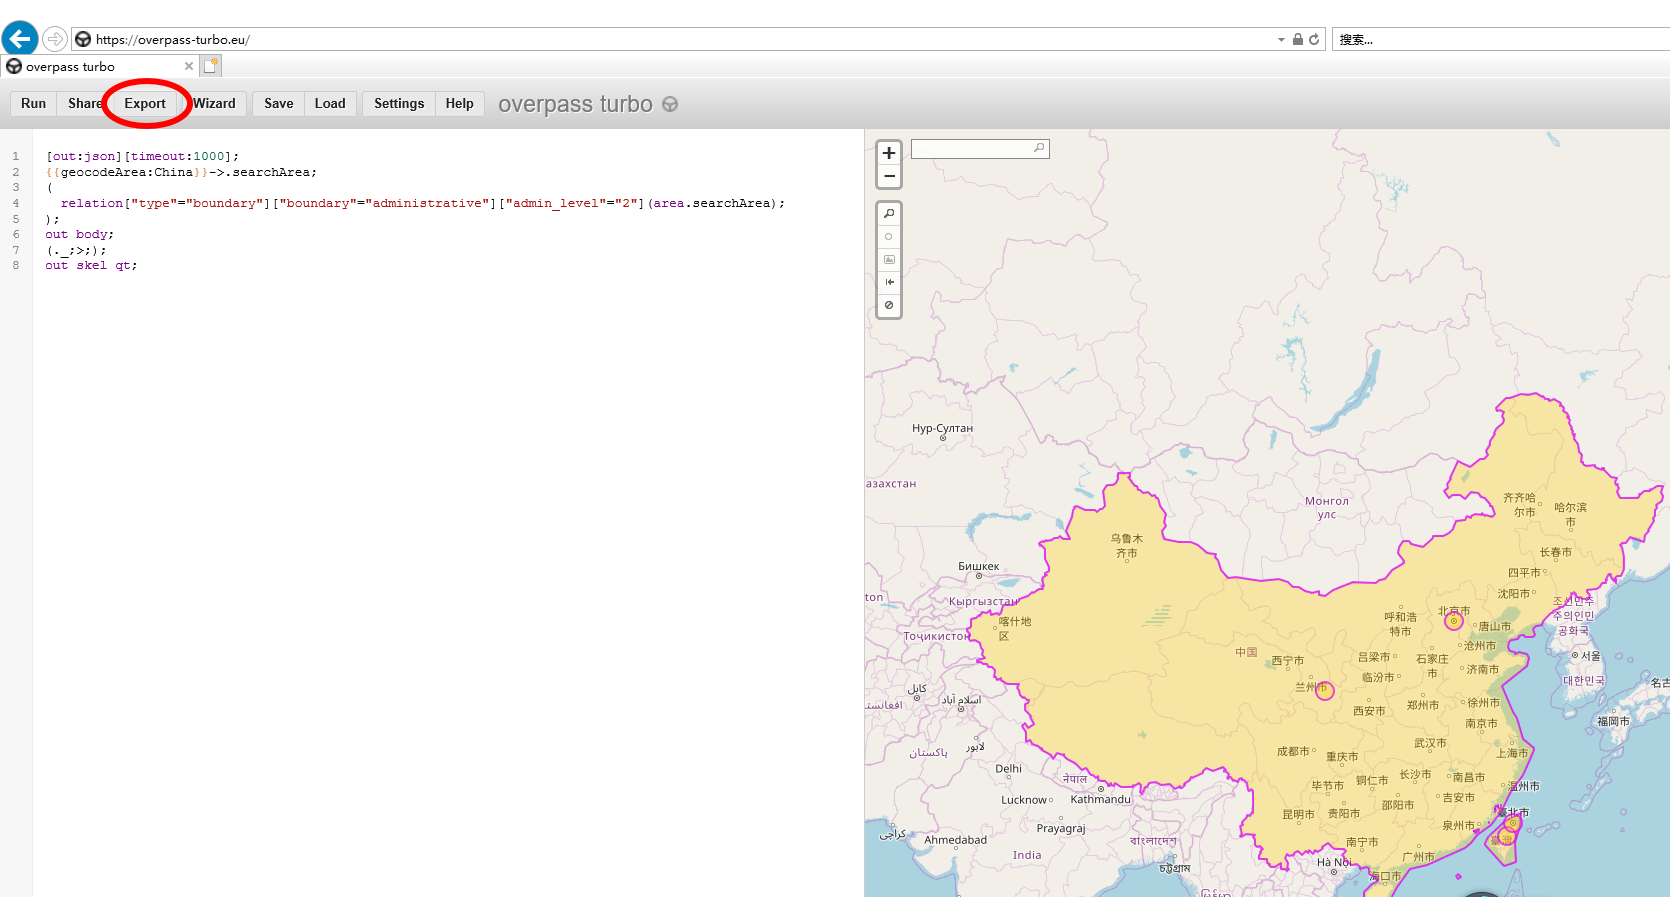 https://overpass-turbo.eu/
搜索...
overpass turbo
Run Share Export Wizard Save Load Settings Help overpass turbo
1 [out:json][timeout:1000];
2 {{geocodeArea:China}}->.searchArea;
3 (
4 relation["type"="boundary"]["boundary"="administrative"]["admin_level"="2"](area.searchArea);
5 );
6 out body;
7 (._;>;);
8 out skel qt;
+
−
Нур-Султан
азахстан
Монгол
улс
齐齐哈
尔市
哈尔滨
市
乌鲁木
齐市
长春市
四平市
Бишкек
沈阳市
ton
Кыргызстан
조선민주
주의인민
공화국
北京市
呼和浩
特市
喀什地
区
唐山市
Тоҷикистон
沧州市
中国
西宁市
吕梁市
石家庄
市
서울
济南市
临汾市
대한민국
兰州市
名古
کابل
اسلام آباد
افغانستا
西安市
郑州市
徐州市
南京市
福岡市
لاہور
پاکستان
武汉市
上海市
成都市
重庆市
Delhi
नेपाल
铜仁市
长沙市
南昌市
毕节市
温州市
Lucknow
Kathmandu
邵阳市
吉安市
昆明市
贵阳市
臺北市
Prayagraj
泉州市
کراچی
Ahmedabad
বাংলাদেশ
南宁市
臺灣
India
广州市
চট্টগ্রাম
Hà Nội
海口市